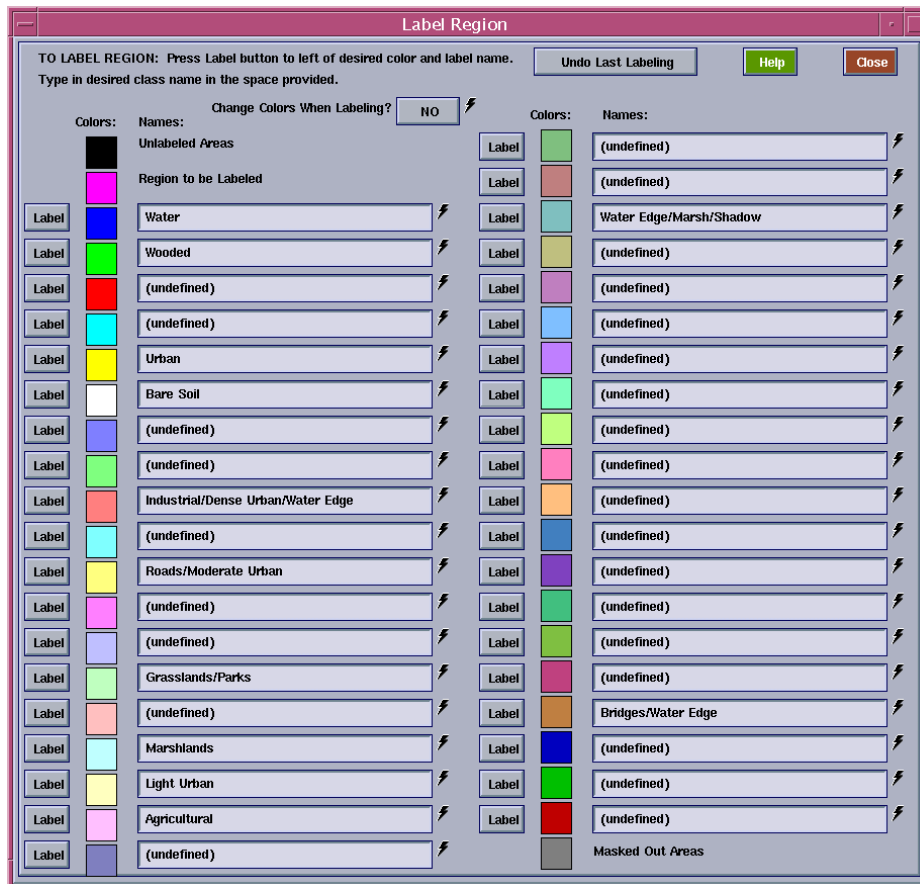 Label Region
TO LABEL REGION: Press Label button to left of desired color and label name.
Type in desired class name in the space provided.
Undo Last Labeling
Help
Close
Change Colors When Labeling? NO
Colors: Names:
Unlabeled Areas
Region to be Labeled
Label Water
Label Wooded
Label (undefined)
Label (undefined)
Label Urban
Label Bare Soil
Label (undefined)
Label (undefined)
Label Industrial/Dense Urban/Water Edge
Label (undefined)
Label Roads/Moderate Urban
Label (undefined)
Label (undefined)
Label Grasslands/Parks
Label (undefined)
Label Marshlands
Label Light Urban
Label Agricultural
Label (undefined)
Colors: Names:
Label (undefined)
Label (undefined)
Label Water Edge/Marsh/Shadow
Label (undefined)
Label (undefined)
Label (undefined)
Label (undefined)
Label (undefined)
Label (undefined)
Label (undefined)
Label (undefined)
Label (undefined)
Label (undefined)
Label (undefined)
Label (undefined)
Label (undefined)
Label Bridges/Water Edge
Label (undefined)
Label (undefined)
Label (undefined)
Masked Out Areas